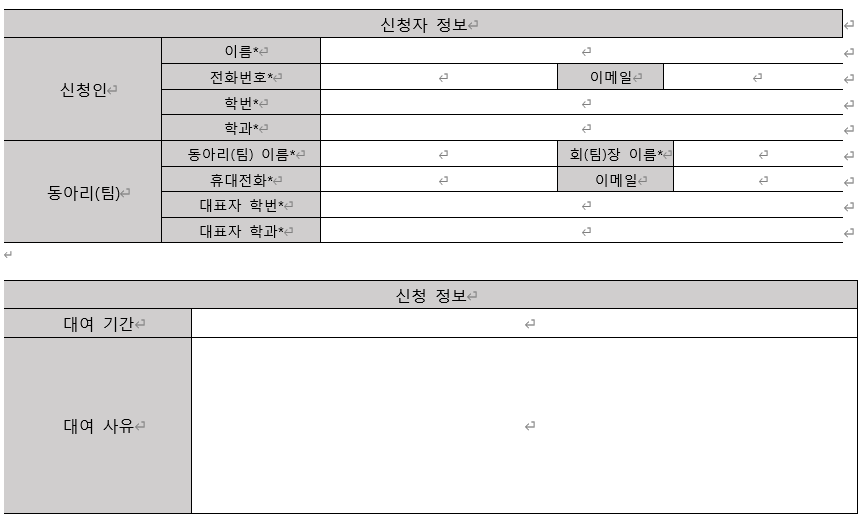 신청자 정보
신청인
이름*
전화번호*
이메일
학번*
학과*
동아리(팀)
동아리(팀) 이름*
회(팀)장 이름*
휴대전화*
이메일
대표자 학번*
대표자 학과*
신청 정보
대여 기간
대여 사유